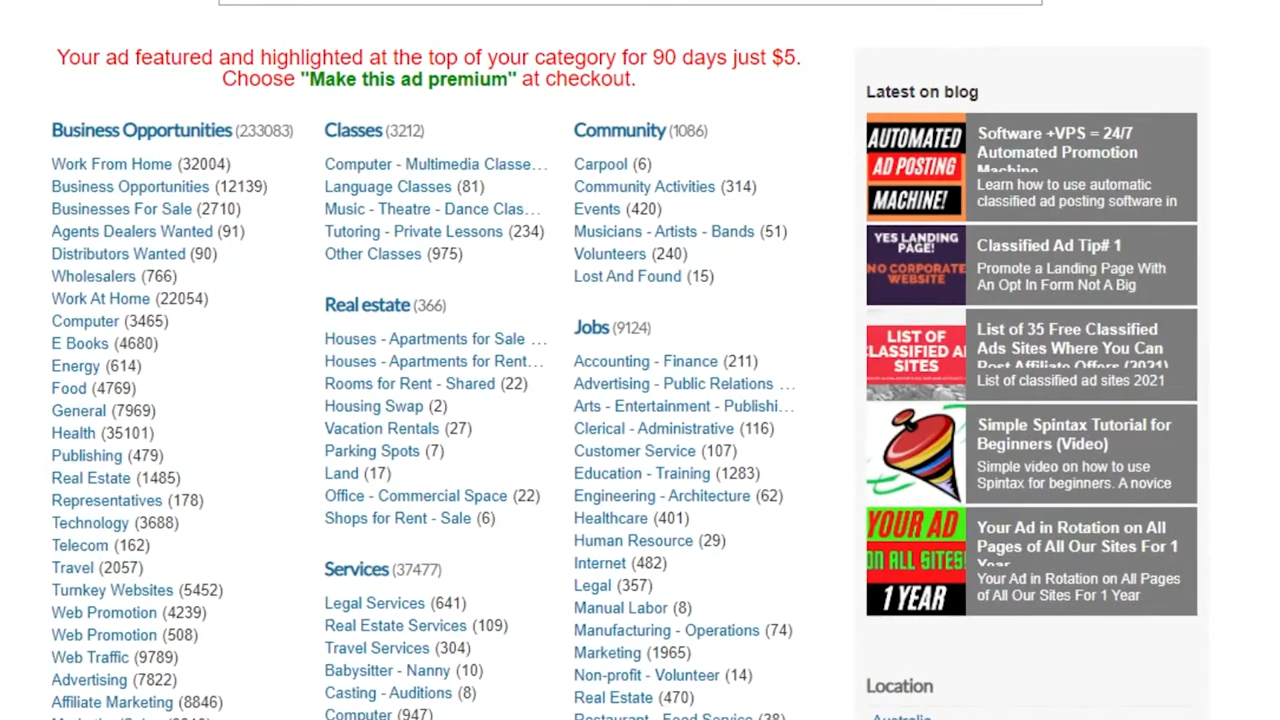 Your ad featured and highlighted at the top of your category for 90 days just $5.
Choose "Make this ad premium" at checkout.
Business Opportunities (233083)
Work From Home (32004)
Business Opportunities (12139)
Businesses For Sale (2710)
Agents Dealers Wanted (91)
Distributors Wanted (90)
Wholesalers (766)
Work At Home (22054)
Computer (3465)
E Books (4680)
Energy (614)
Food (4769)
General (7969)
Health (35101)
Publishing (479)
Real Estate (1485)
Representatives (178)
Technology (3688)
Telecom (162)
Travel (2057)
Turnkey Websites (5452)
Web Promotion (4239)
Web Promotion (508)
Web Traffic (9789)
Advertising (7822)
Affiliate Marketing (8846)
Classes (3212)
Computer - Multimedia Classe…
Language Classes (81)
Music - Theatre - Dance Clas…
Tutoring - Private Lessons (234)
Other Classes (975)
Real estate (366)
Houses - Apartments for Sale …
Houses - Apartments for Rent…
Rooms for Rent - Shared (22)
Housing Swap (2)
Vacation Rentals (27)
Parking Spots (7)
Land (17)
Office - Commercial Space (22)
Shops for Rent - Sale (6)
Services (37477)
Legal Services (641)
Real Estate Services (109)
Travel Services (304)
Babysitter - Nanny (10)
Casting - Auditions (8)
Computer (947)
Community (1086)
Carpool (6)
Community Activities (314)
Events (420)
Musicians - Artists - Bands (51)
Volunteers (240)
Lost And Found (15)
Jobs (9124)
Accounting - Finance (211)
Advertising - Public Relations …
Arts - Entertainment - Publishi…
Clerical - Administrative (116)
Customer Service (107)
Education - Training (1283)
Engineering - Architecture (62)
Healthcare (401)
Human Resource (29)
Internet (482)
Legal (357)
Manual Labor (8)
Manufacturing - Operations (74)
Marketing (1965)
Non-profit - Volunteer (14)
Real Estate (470)
Restaurant - Food Service (38)
Latest on blog
AUTOMATED
AD POSTING
MACHINE!
Software +VPS = 24/7
Automated Promotion
Machine
Learn how to use automatic
classified ad posting software in
YES LANDING
PAGE!
NO CORPORATE
WEBSITE
Classified Ad Tip# 1
Promote a Landing Page With
An Opt In Form Not A Big
LIST OF
CLASSIFIED A
SITES
List of 35 Free Classified
Ads Sites Where You Can
Post Affiliate Offers (2021)
List of classified ad sites 2021
Simple Spintax Tutorial for
Beginners (Video)
Simple video on how to use
Spintax for beginners. A novice
YOUR AD
ON ALL SITES
1 YEAR
Your Ad in Rotation on All
Pages of All Our Sites For 1
Year
Your Ad in Rotation on All Pages
of All Our Sites For 1 Year
Location
Australia